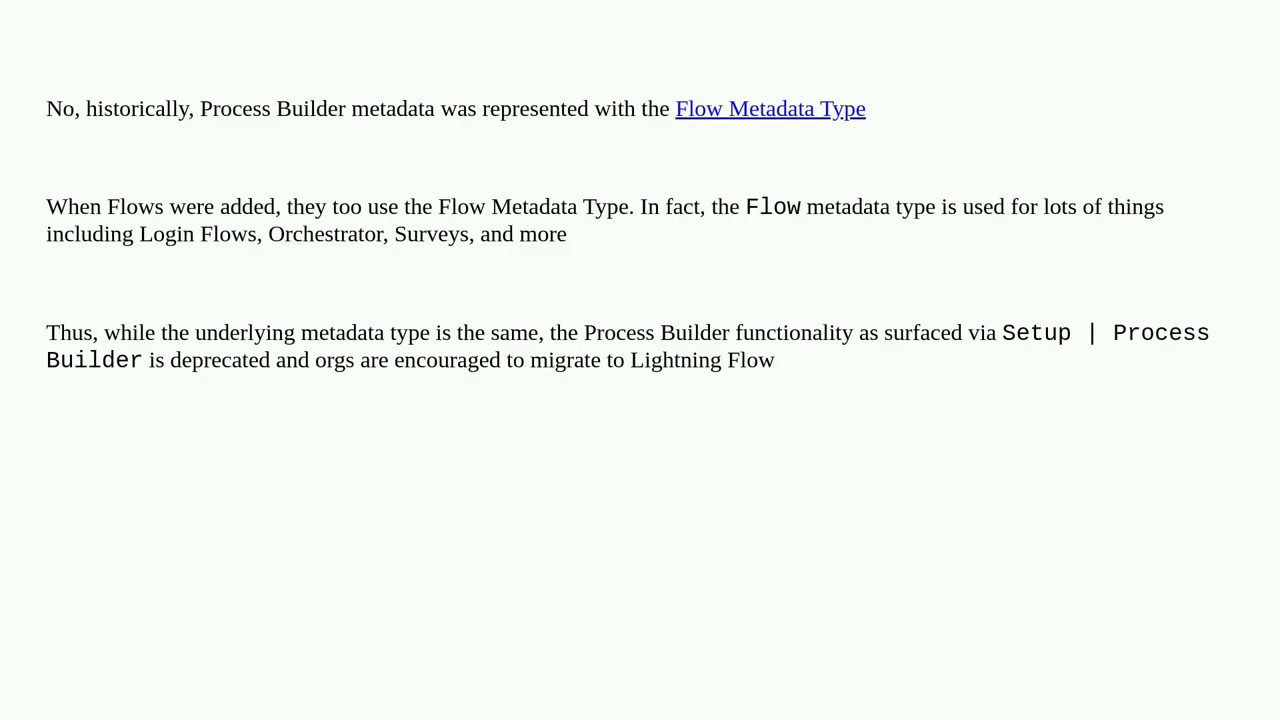 No, historically, Process Builder metadata was represented with the Flow Metadata Type
When Flows were added, they too use the Flow Metadata Type. In fact, the Flow metadata type is used for lots of things
including Login Flows, Orchestrator, Surveys, and more
Thus, while the underlying metadata type is the same, the Process Builder functionality as surfaced via Setup | Process
Builder is deprecated and orgs are encouraged to migrate to Lightning Flow